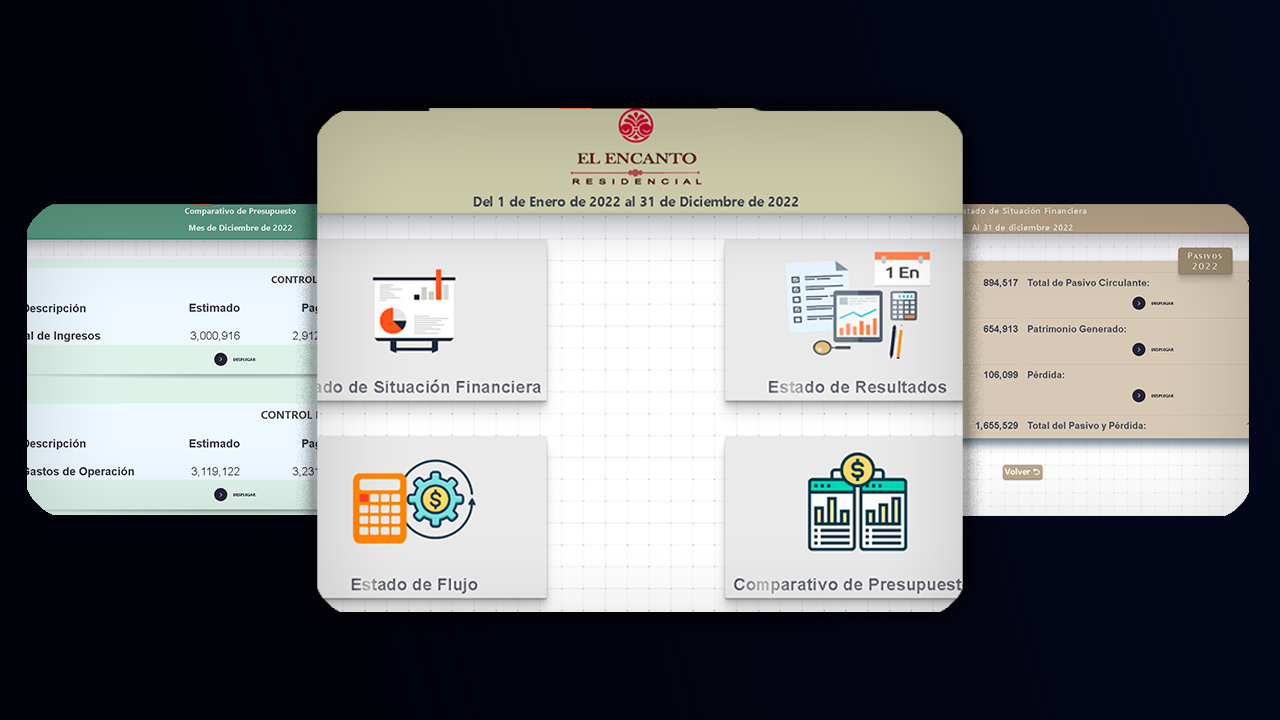 EL ENCANTO
RESIDENCIAL
Del 1 de Enero de 2022 al 31 de Diciembre de 2022
1 En
ado de Situación Financiera
Estado de Resultados
Estado de Flujo
Comparativo de Presupuest
Comparativo de Presupuesto
Mes de Diciembre de 2022
CONTROL
Descripción Estimado Pag
al de Ingresos 3,000,916 2,912
DESPLEGAR
CONTROL
Descripción Estimado Pag
Gastos de Operación 3,119,122 3,231
DESPLEGAR
stado de Situación Financiera
Al 31 de diciembre 2022
Pasivos
2022
894,517 Total de Pasivo Circulante:
DESPLEGAR
654,913 Patrimonio Generado:
DESPLEGAR
106,099 Pérdida:
DESPLEGAR
1,655,529 Total del Pasivo y Pérdida:
Volver